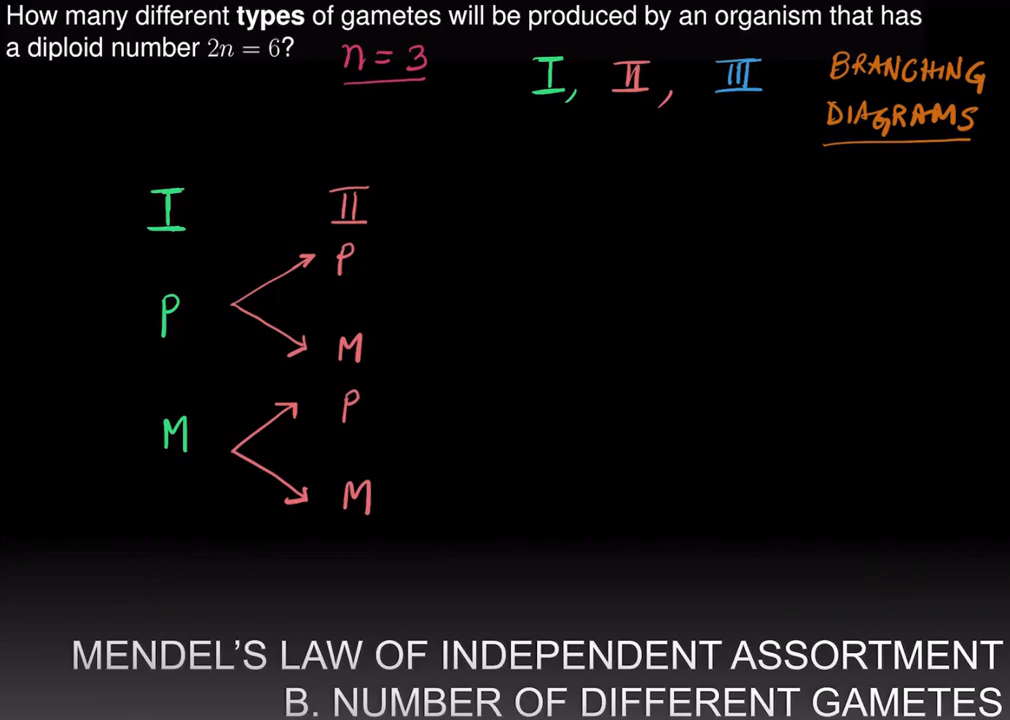 How many different types of gametes will be produced by an organism that has
a diploid number 2n = 6?
n = 3
I, II, III
BRANCHING
DIAGRAMS
I II
P
P
M
P
M
M
MENDEL'S LAW OF INDEPENDENT ASSORTMENT
B. NUMBER OF DIFFERENT GAMETES